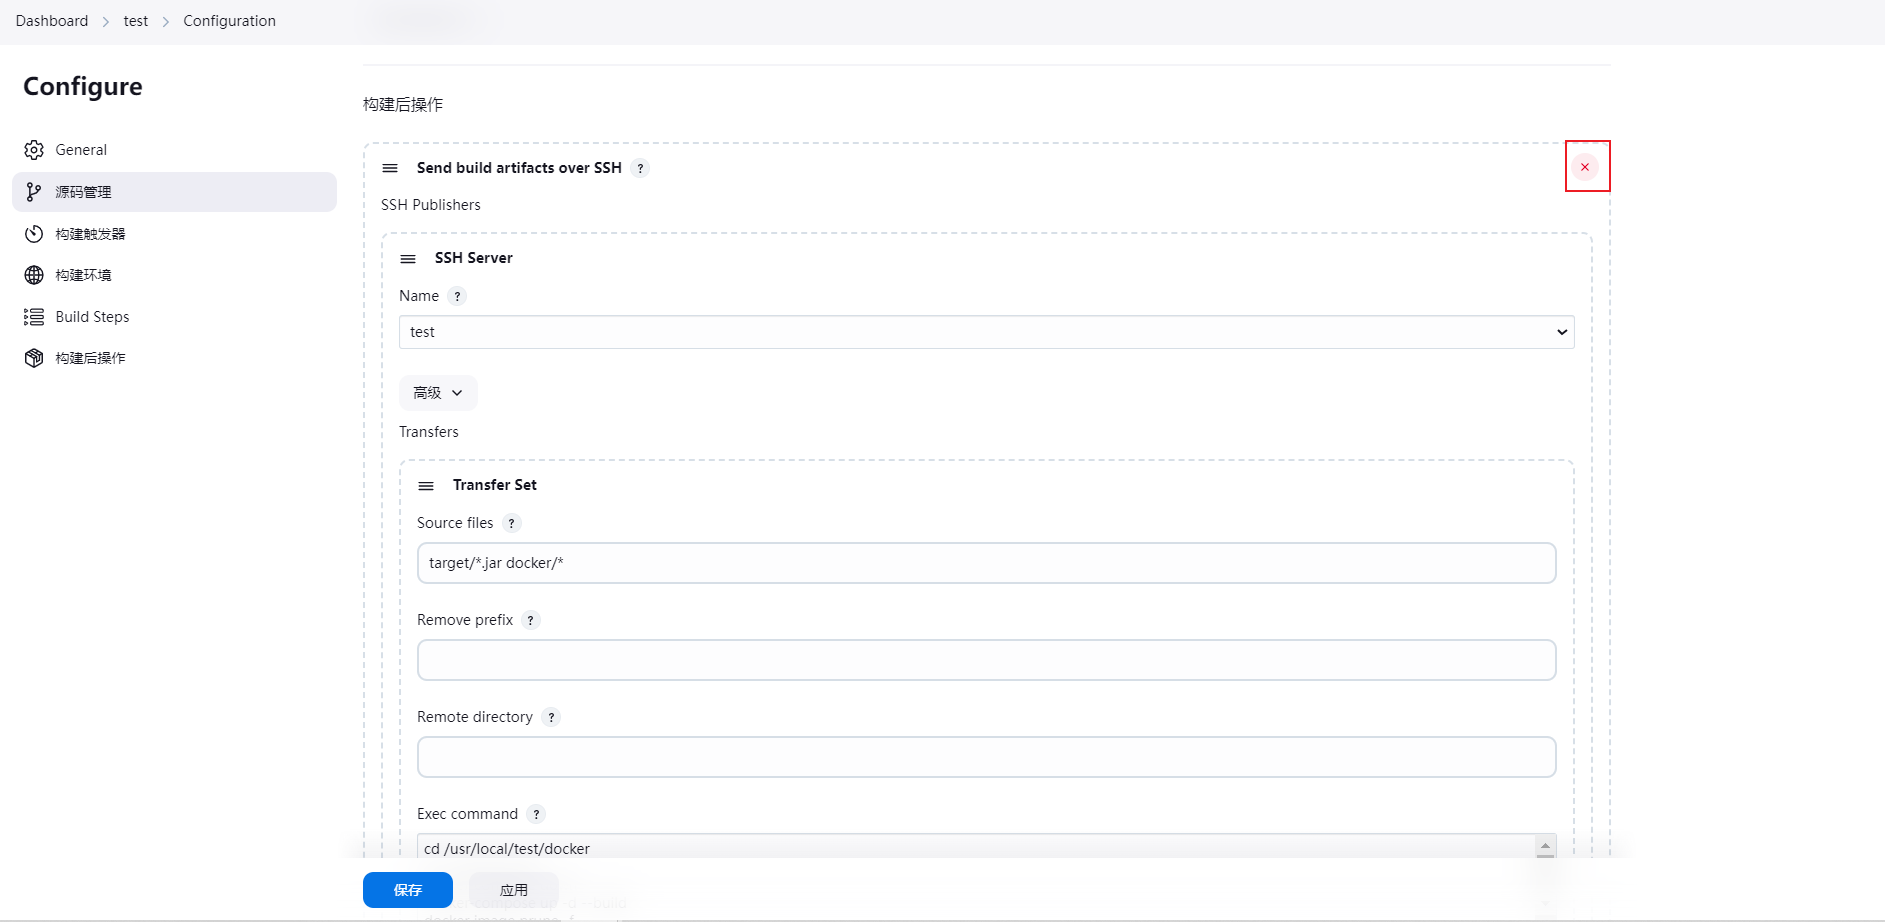 Dashboard > test > Configuration
Configure
General
源码管理
构建触发器
构建环境
Build Steps
构建后操作
构建后操作
Send build artifacts over SSH ?
SSH Publishers
SSH Server
Name ?
test
高级
Transfers
Transfer Set
Source files ?
target/*.jar docker/*
Remove prefix ?
Remote directory ?
Exec command ?
cd /usr/local/test/docker
保存 应用